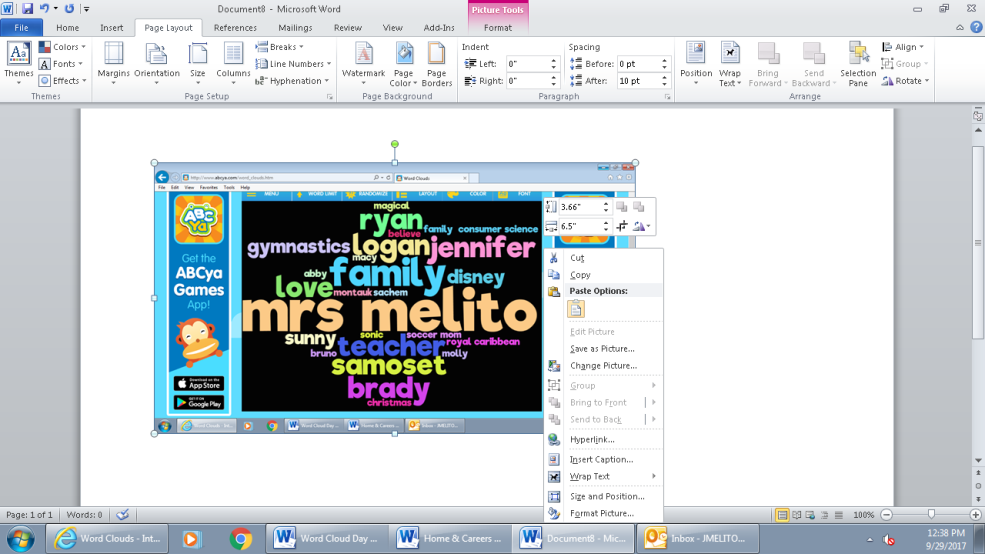 Document8 - Microsoft Word
Picture Tools
File Home Insert Page Layout References Mailings Review View Add-Ins Format
Themes
Colors
Fonts
Effects
Themes
Margins
Orientation
Size
Columns
Breaks
Line Numbers
Hyphenation
Page Setup
Watermark
Page Color
Page Borders
Page Background
Indent
Left: 0"
Right: 0"
Spacing
Before: 0 pt
After: 10 pt
Paragraph
Position
Wrap Text
Bring Forward
Send Backward
Selection Pane
Align
Group
Rotate
Arrange
http://www.abcya.com/word_clouds.htm
Word Clouds
File Edit View Favorites Tools Help
MENU WORD LIMIT RANDOMIZE LAYOUT COLOR FONT
ABC
Ya!
Get the
ABCya
Games
App!
Download on the
App Store
GET IT ON
Google Play
magical
ryan
believe
family consumer science
gymnastics
logan
jennifer
macy
abby
family
disney
love
montauk
sachem
mrs melito
sunny
sonic
soccer mom
teacher
royal caribbean
bruno
molly
samoset
brady
christmas
Word Clouds - Int...
Word Cloud Day ...
Home & Careers ...
Inbox - JMELITO...
3.66"
6.5"
Cut
Copy
Paste Options:
Edit Picture
Save as Picture...
Change Picture...
Group
Bring to Front
Send to Back
Hyperlink...
Insert Caption...
Wrap Text
Size and Position...
Format Picture...
Page: 1 of 1 Words: 0
100%
Word Clouds - Int...
Word Cloud Day ...
Home & Careers ...
Document8 - Mic...
Inbox - JMELITO...
12:38 PM
9/29/2017